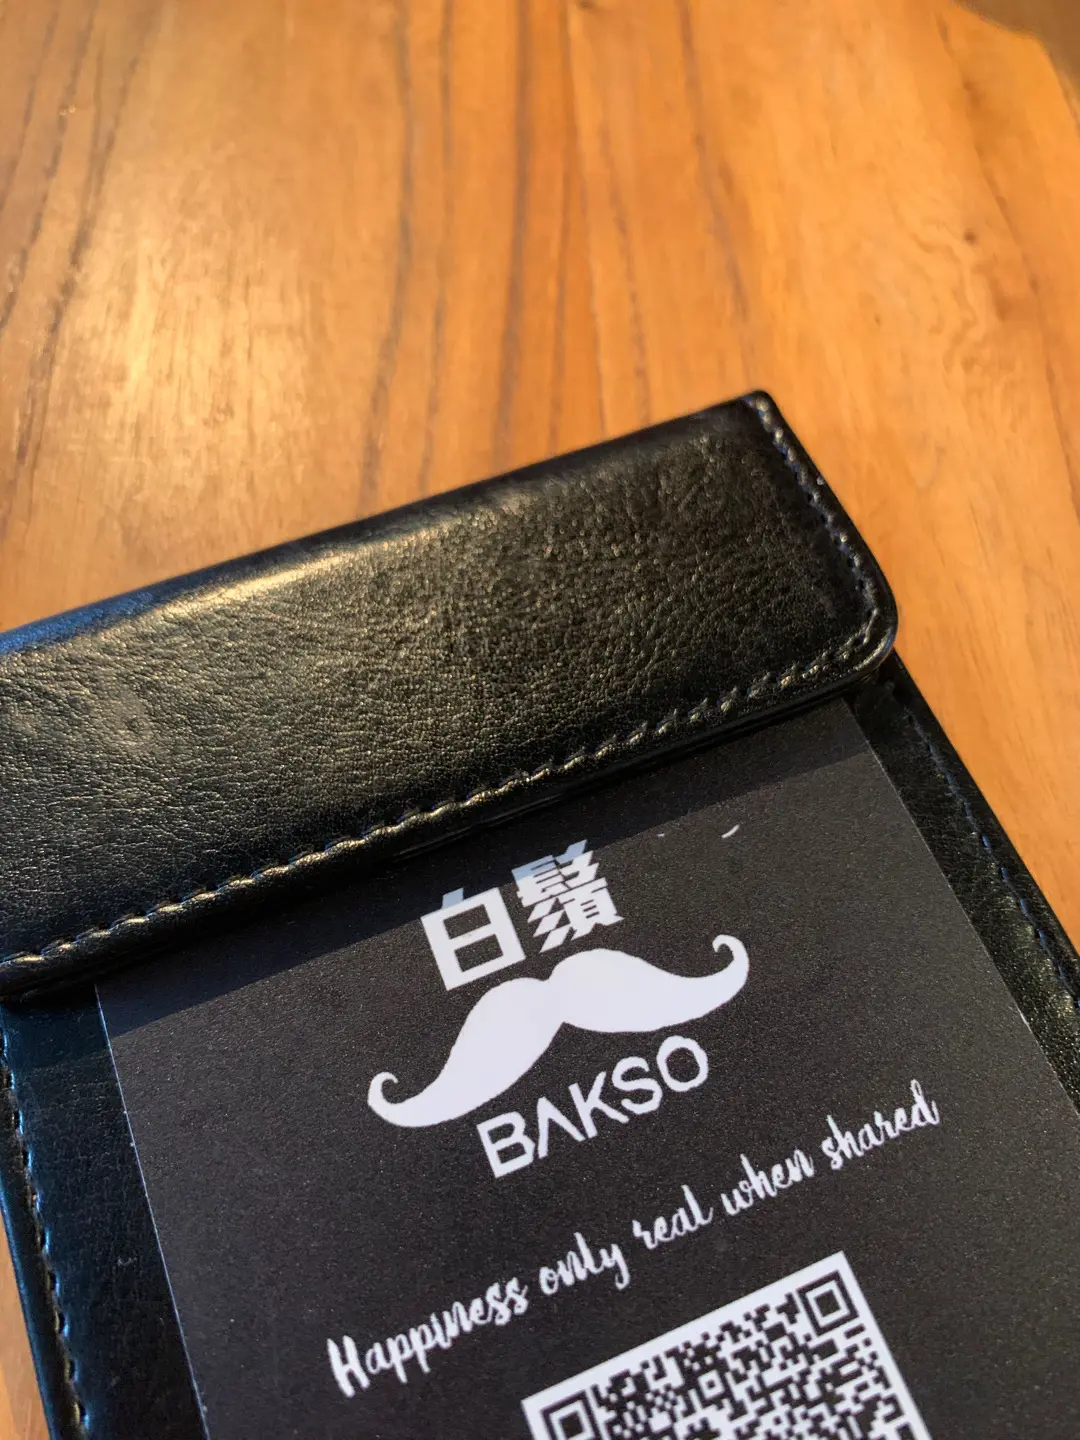 白鬚
BAKSO
Happiness only real when shared